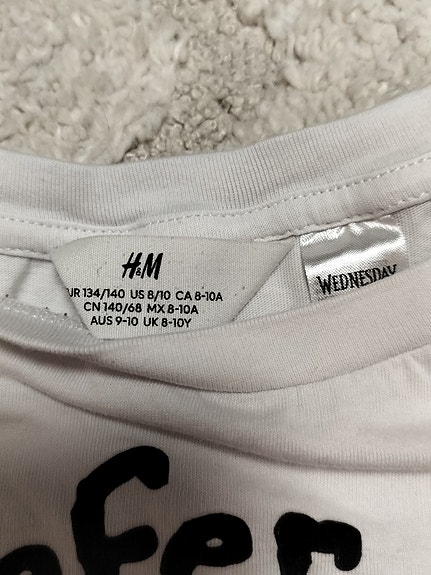 H&M
UR 134/140 US 8/10 CA 8-10A
CN 140/68 MX 8-10A
AUS 9-10 UK 8-10Y
WEDNESDAY
efer